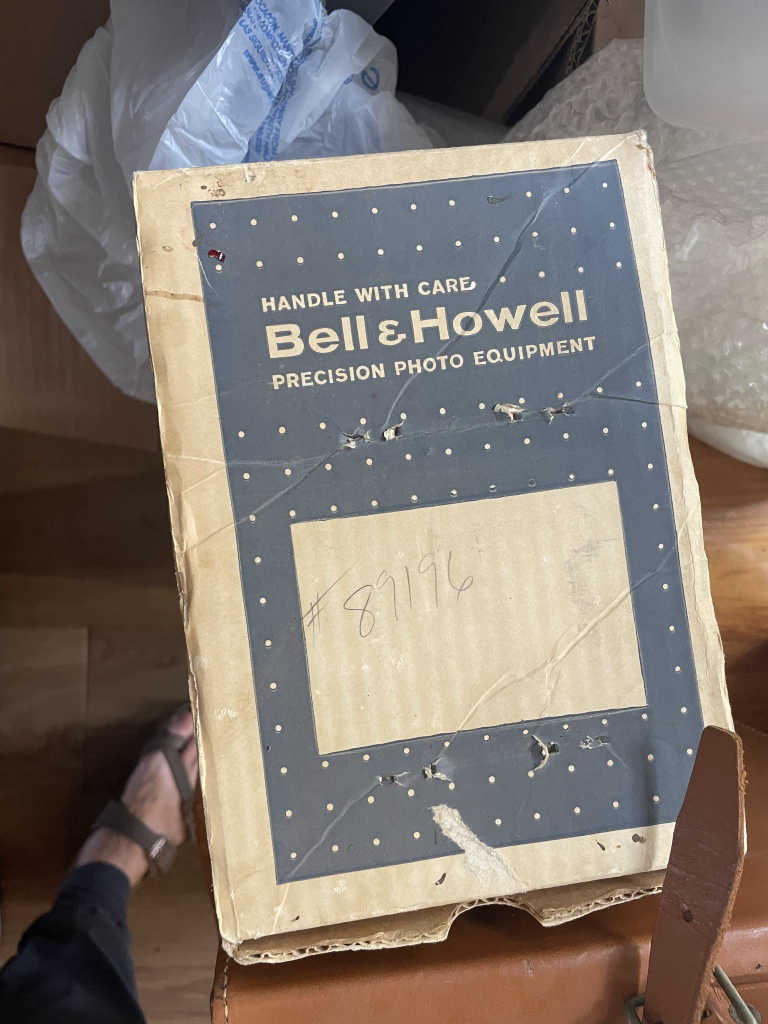 HANDLE WITH CARE
Bell & Howell
PRECISION PHOTO EQUIPMENT
# 89196